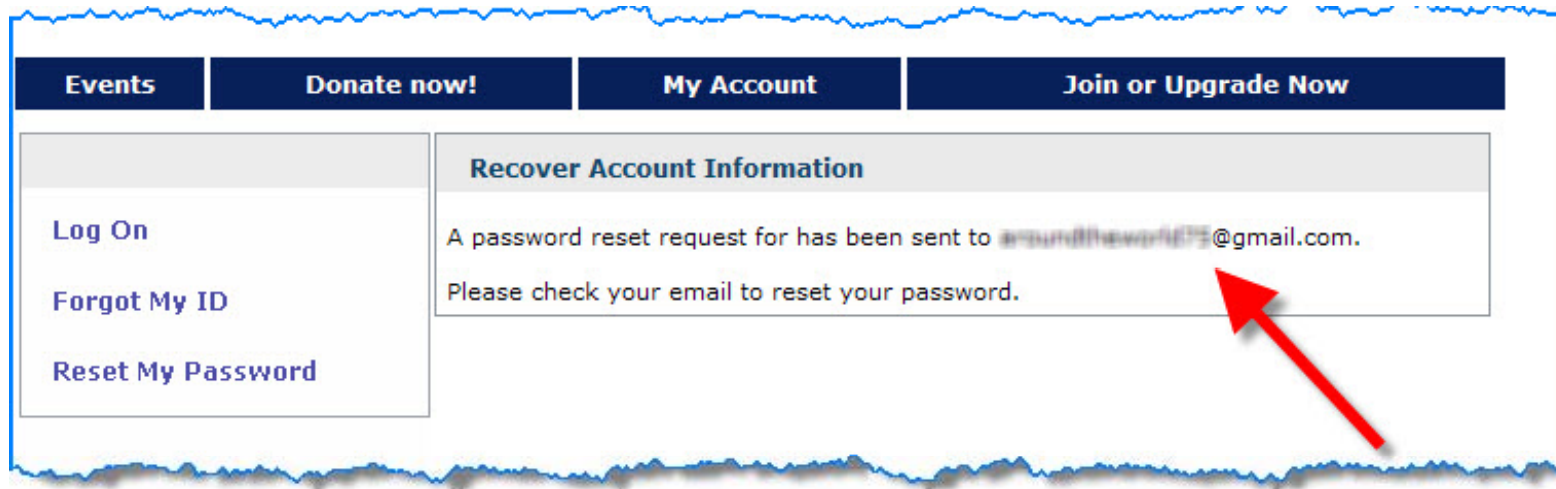 Events Donate now! My Account Join or Upgrade Now
Recover Account Information
Log On
Forgot My ID
Reset My Password
A password reset request for has been sent to @gmail.com.
Please check your email to reset your password.